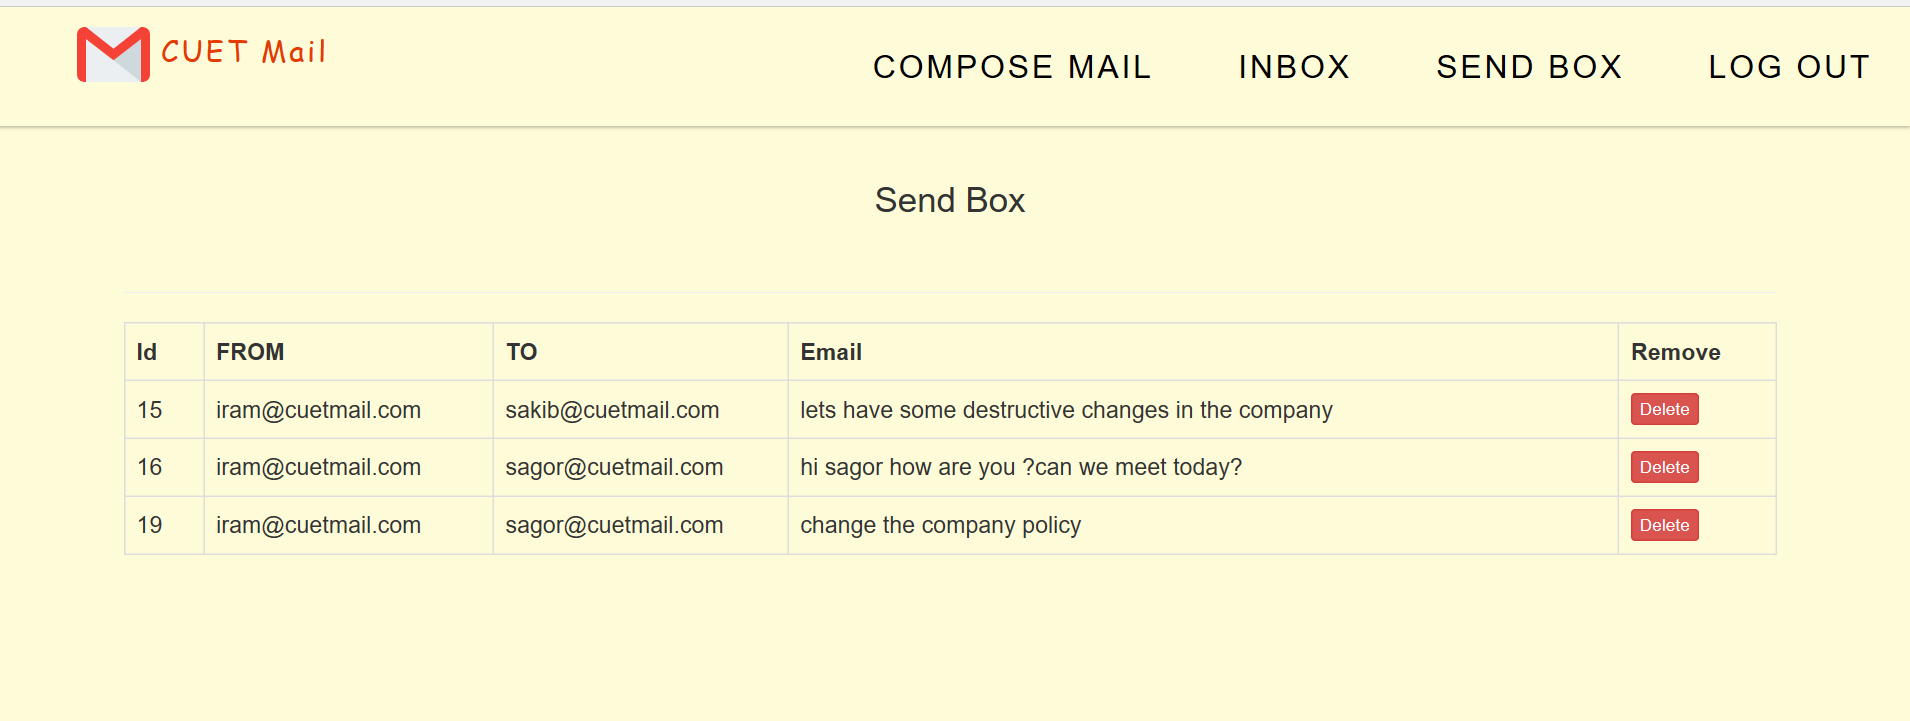 CUET Mail
COMPOSE MAIL INBOX SEND BOX LOG OUT
Send Box
Id FROM TO Email Remove
15 iram@cuetmail.com sakib@cuetmail.com lets have some destructive changes in the company Delete
16 iram@cuetmail.com sagor@cuetmail.com hi sagor how are you ?can we meet today? Delete
19 iram@cuetmail.com sagor@cuetmail.com change the company policy Delete